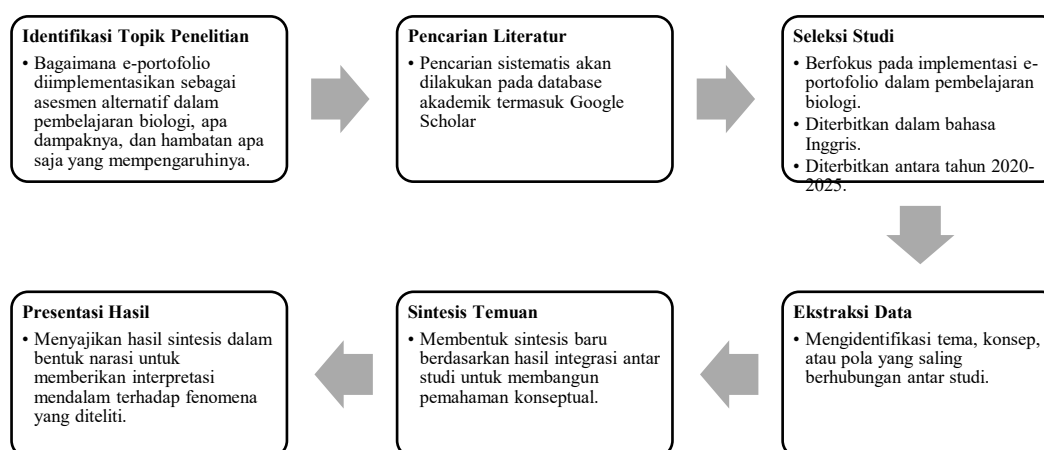 Identifikasi Topik Penelitian
• Bagaimana e-portofolio
diimplementasikan sebagai
asesmen alternatif dalam
pembelajaran biologi, apa
dampaknya, dan hambatan apa
saja yang mempengaruhinya.
Pencarian Literatur
• Pencarian sistematis akan
dilakukan pada database
akademik termasuk Google
Scholar
Seleksi Studi
• Berfokus pada implementasi e-
portofolio dalam pembelajaran
biologi.
• Diterbitkan dalam bahasa
Inggris.
• Diterbitkan antara tahun 2020-
2025.
Ekstraksi Data
• Mengidentifikasi tema, konsep,
atau pola yang saling
berhubungan antar studi.
Sintesis Temuan
• Membentuk sintesis baru
berdasarkan hasil integrasi antar
studi untuk membangun
pemahaman konseptual.
Presentasi Hasil
• Menyajikan hasil sintesis dalam
bentuk narasi untuk
memberikan interpretasi
mendalam terhadap fenomena
yang diteliti.